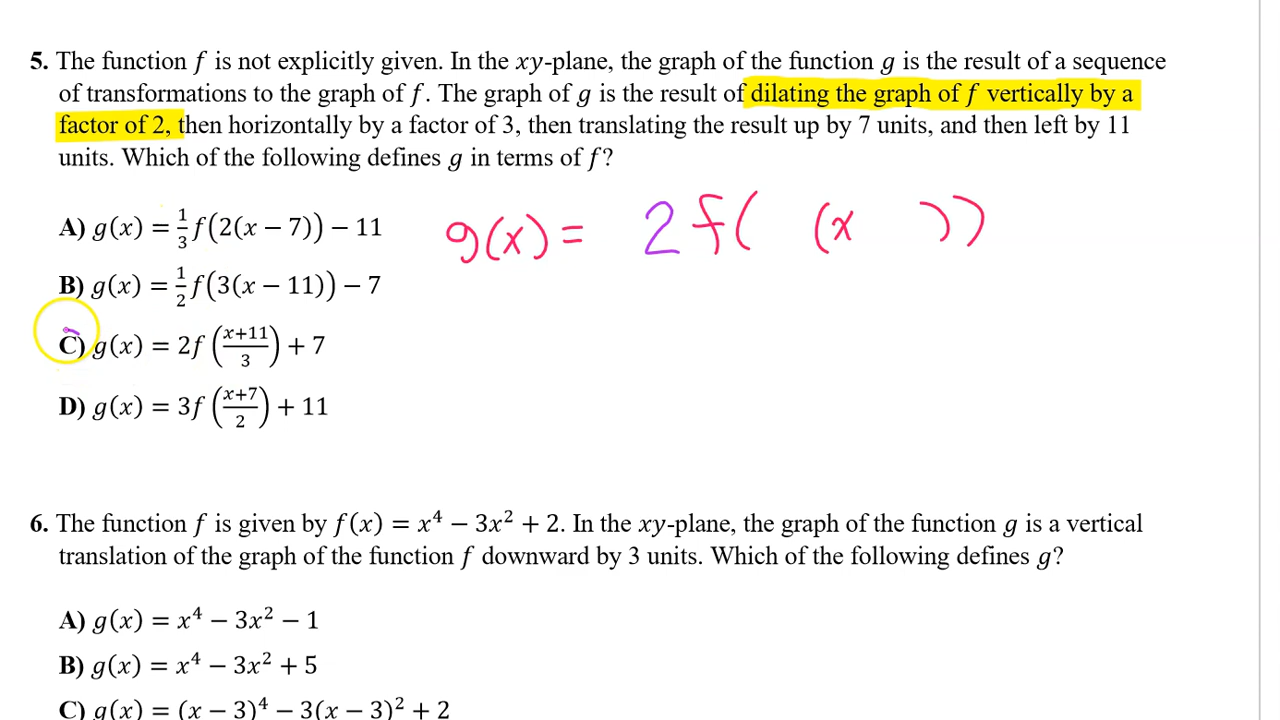 5. The function f is not explicitly given. In the xy-plane, the graph of the function g is the result of a sequence
of transformations to the graph of f. The graph of g is the result of dilating the graph of f vertically by a
factor of 2, then horizontally by a factor of 3, then translating the result up by 7 units, and then left by 11
units. Which of the following defines g in terms of f?
A) g(x) = 1/3 f(2(x − 7)) − 11
g(x) = 2 f( (x ))
B) g(x) = 1/2 f(3(x − 11)) − 7
C) g(x) = 2f((x+11)/3) + 7
D) g(x) = 3f((x+7)/2) + 11
6. The function f is given by f(x) = x⁴ − 3x² + 2. In the xy-plane, the graph of the function g is a vertical
translation of the graph of the function f downward by 3 units. Which of the following defines g?
A) g(x) = x⁴ − 3x² − 1
B) g(x) = x⁴ − 3x² + 5
C) g(x) = (x − 3)⁴ − 3(x − 3)² + 2